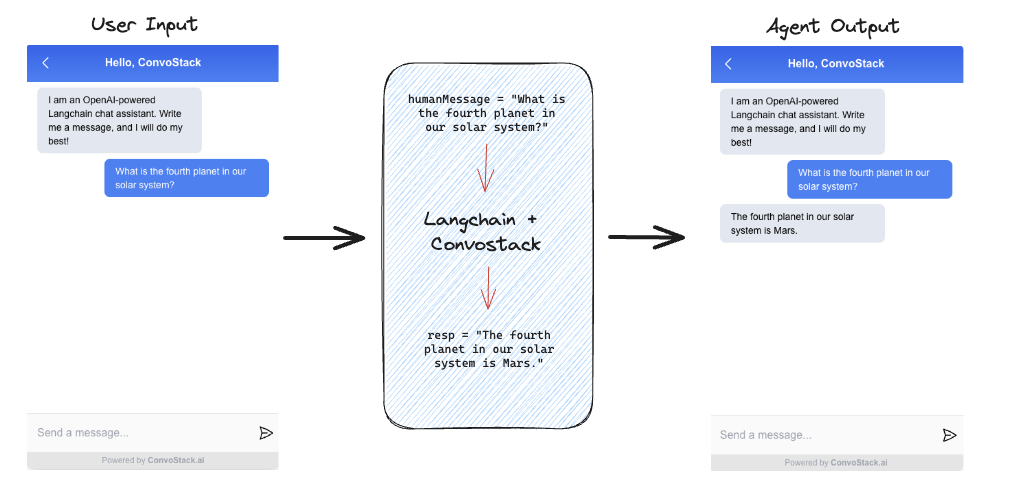 User Input
Hello, ConvoStack
I am an OpenAI-powered
Langchain chat assistant. Write
me a message, and I will do my
best!
What is the fourth planet in our
solar system?
Send a message...
Powered by ConvoStack.ai
humanMessage = "What is
the fourth planet in
our solar system?"
Langchain +
Convostack
resp = "The fourth
planet in our solar
system is Mars."
Agent Output
Hello, ConvoStack
I am an OpenAI-powered
Langchain chat assistant. Write
me a message, and I will do my
best!
What is the fourth planet in our
solar system?
The fourth planet in our solar
system is Mars.
Send a message...
Powered by ConvoStack.ai